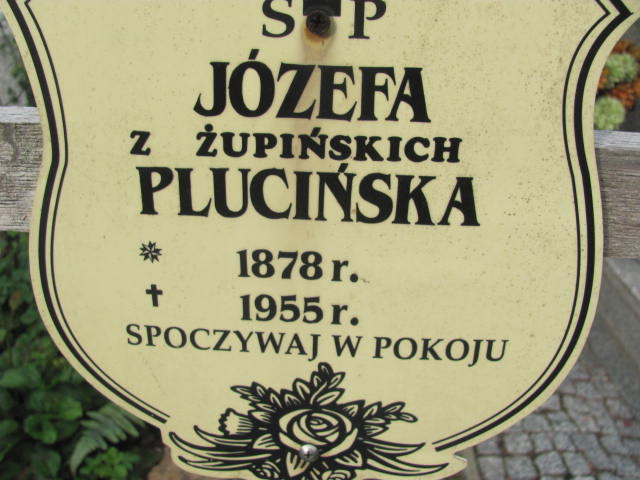 S P
JÓZEFA
Z ŻUPIŃSKICH
PLUCIŃSKA
* 1878 r.
✝ 1955 r.
SPOCZYWAJ W POKOJU